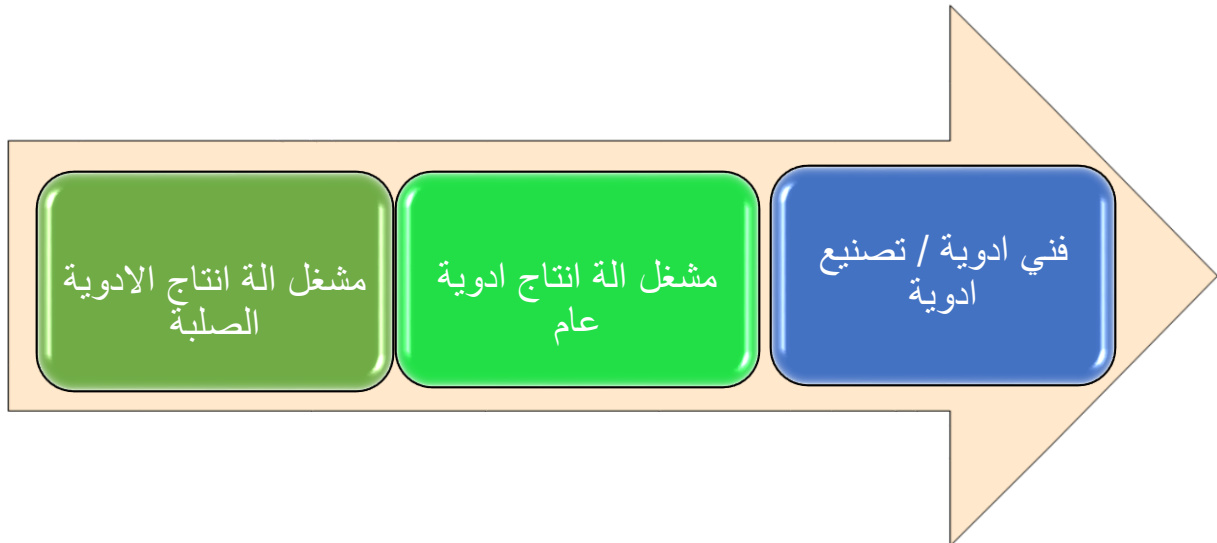 مشغل الة انتاج الادوية
الصلبة
مشغل الة انتاج ادوية
عام
فني ادوية / تصنيع
ادوية